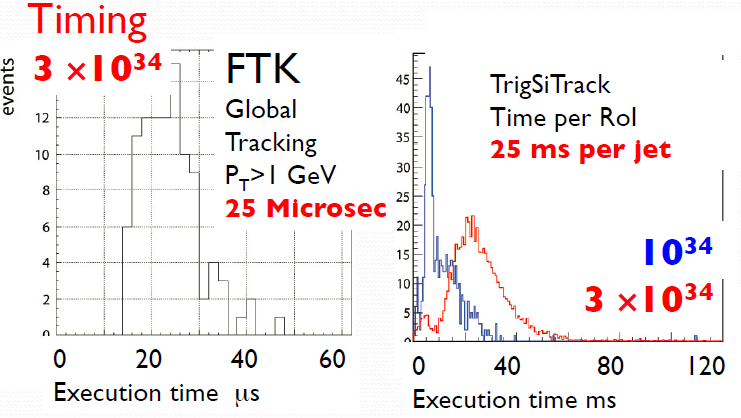 Timing
3 ×10³⁴
events
12
10
8
6
4
2
0
0 20 40 60
Execution time μs
FTK
Global
Tracking
P_T>1 GeV
25 Microsec
45
40
35
30
25
20
15
10
5
0
TrigSiTrack
Time per RoI
25 ms per jet
10³⁴
3 ×10³⁴
0 40 80 120
Execution time ms